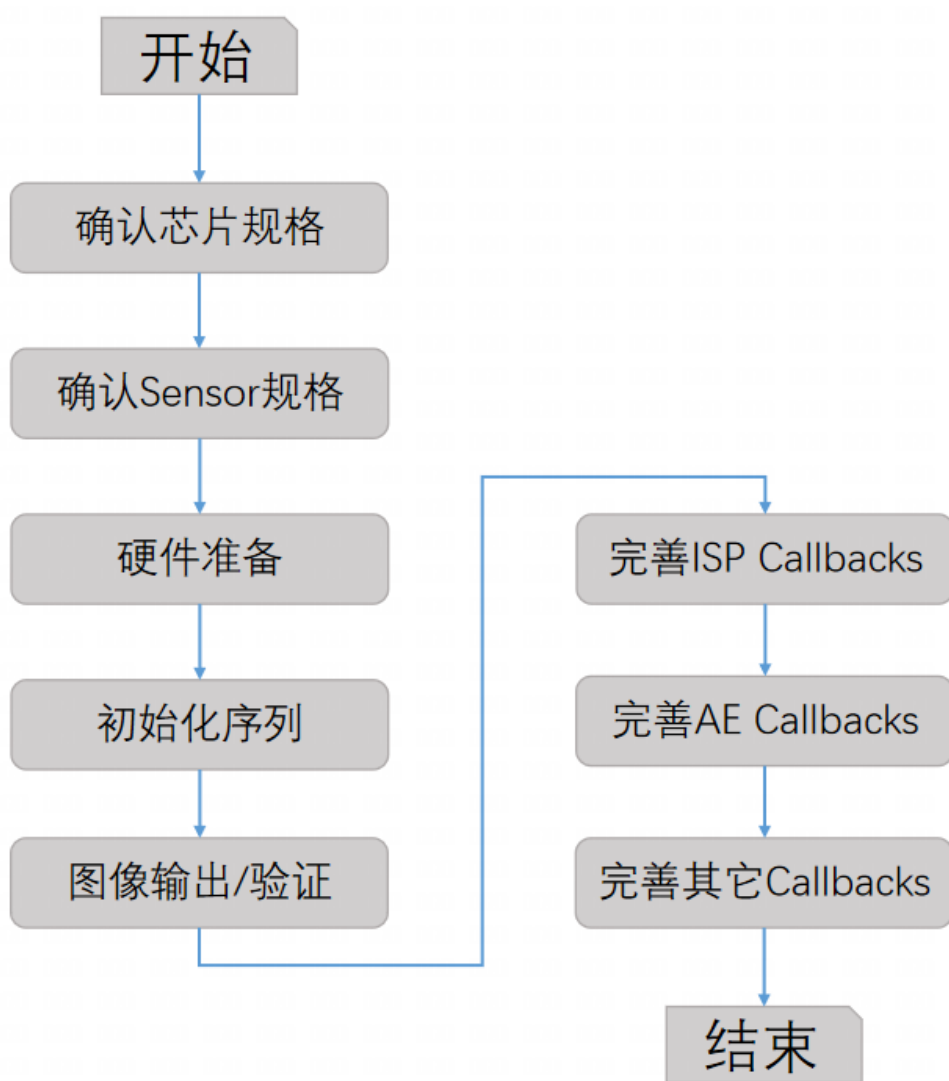 开始
确认芯片规格
确认Sensor规格
硬件准备
初始化序列
图像输出/验证
完善ISP Callbacks
完善AE Callbacks
完善其它Callbacks
结束